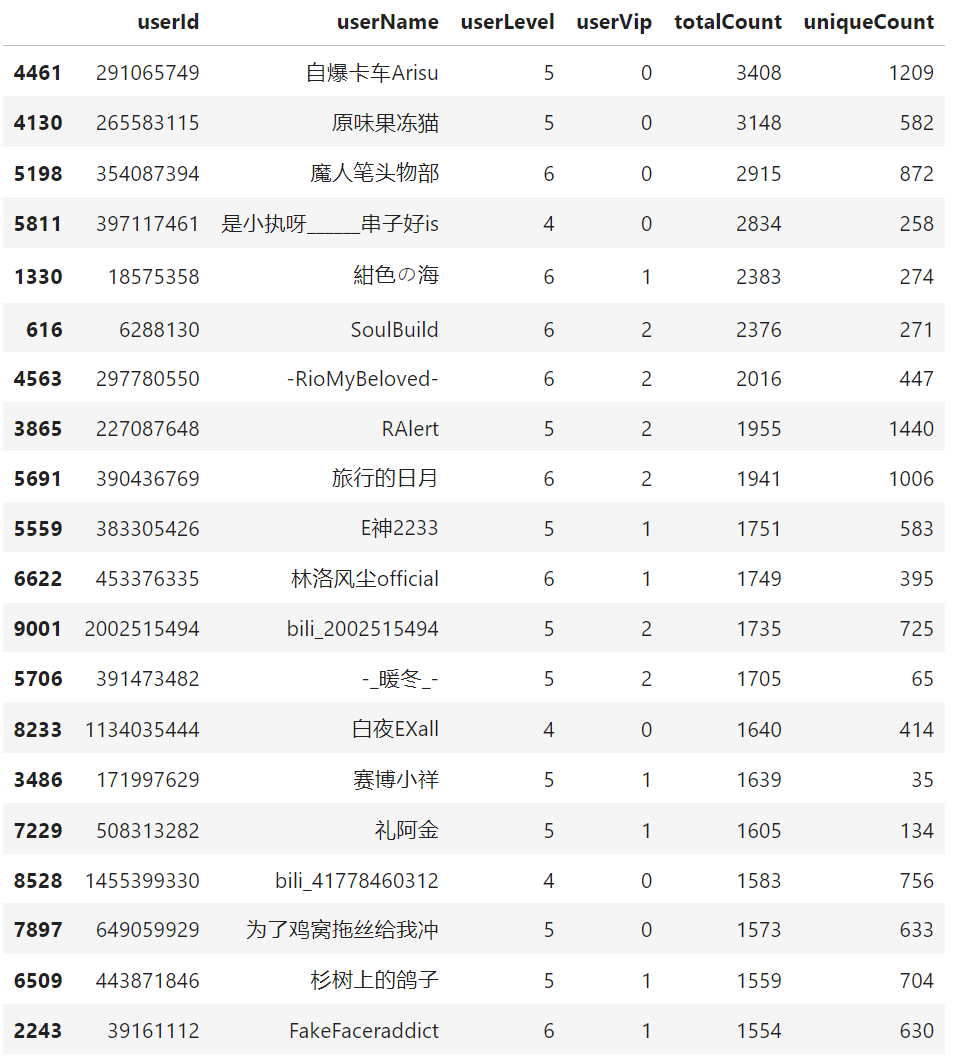 userId userName userLevel userVip totalCount uniqueCount
4461 291065749 自爆卡车Arisu 5 0 3408 1209
4130 265583115 原味果冻猫 5 0 3148 582
5198 354087394 魔人笔头物部 6 0 2915 872
5811 397117461 是小执呀______串子好is 4 0 2834 258
1330 18575358 紺色の海 6 1 2383 274
616 6288130 SoulBuild 6 2 2376 271
4563 297780550 -RioMyBeloved- 6 2 2016 447
3865 227087648 RAlert 5 2 1955 1440
5691 390436769 旅行的日月 6 2 1941 1006
5559 383305426 E神2233 5 1 1751 583
6622 453376335 林洛风尘official 6 1 1749 395
9001 2002515494 bili_2002515494 5 2 1735 725
5706 391473482 -_暖冬_- 5 2 1705 65
8233 1134035444 白夜EXall 4 0 1640 414
3486 171997629 赛博小祥 5 1 1639 35
7229 508313282 礼阿金 5 1 1605 134
8528 1455399330 bili_41778460312 4 0 1583 756
7897 649059929 为了鸡窝拖丝给我冲 5 0 1573 633
6509 443871846 杉树上的鸽子 5 1 1559 704
2243 39161112 FakeFaceraddict 6 1 1554 630